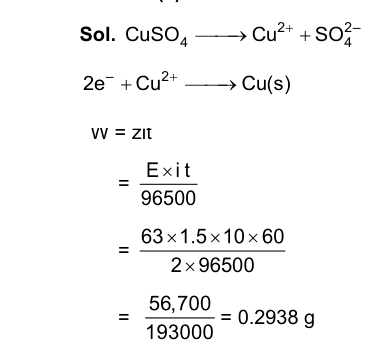 Sol. CuSO₄ ⟶ Cu²⁺ + SO₄²⁻
2e⁻ + Cu²⁺ ⟶ Cu(s)
W = zit
= E × i t / 96500
= 63 × 1.5 × 10 × 60 / 2 × 96500
= 56,700 / 193000 = 0.2938 g